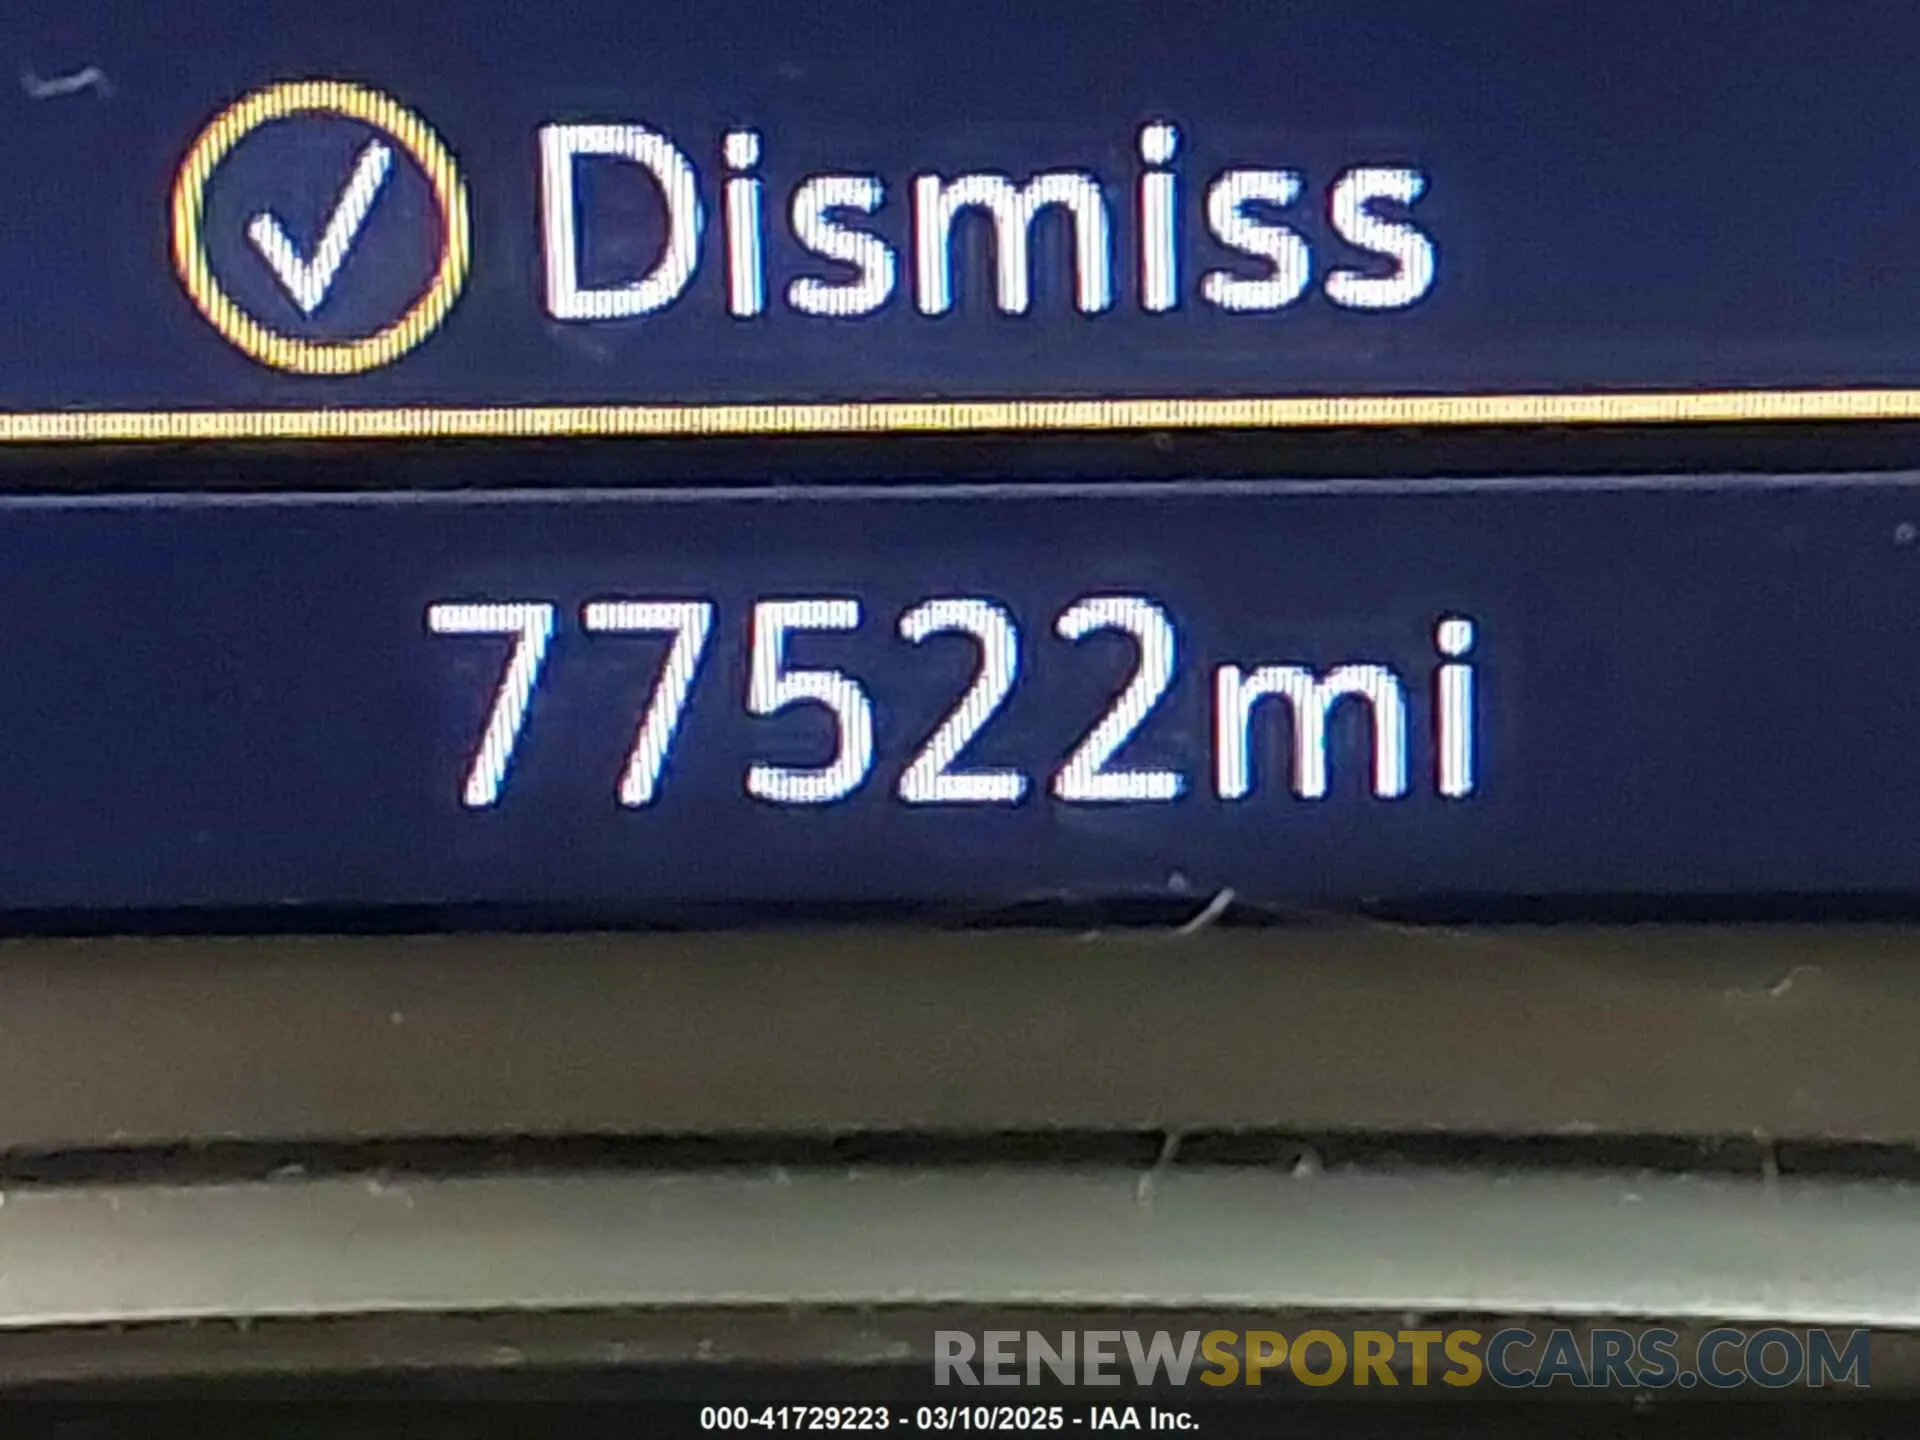 Dismiss
77522mi
RENEWSPORTSCARS.COM
000-41729223 - 03/10/2025 - IAA Inc.